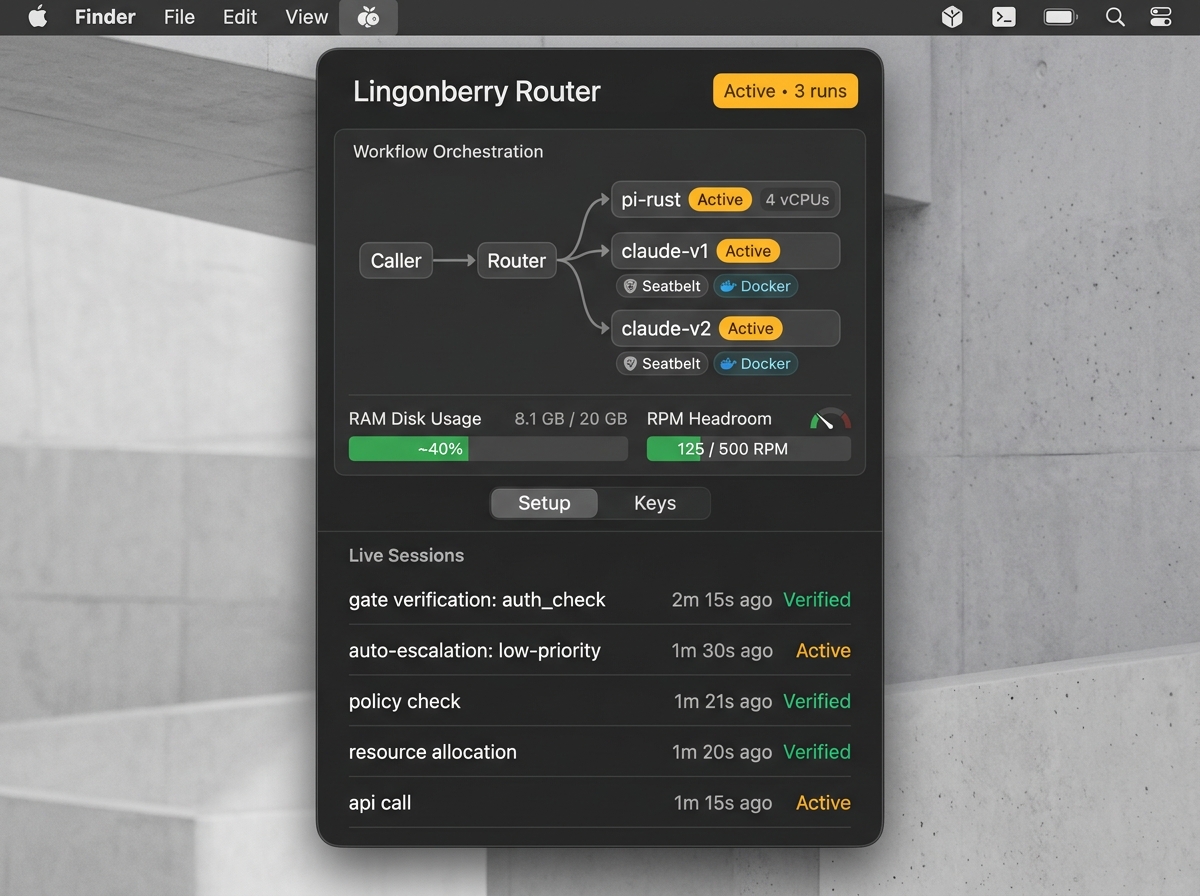 Finder File Edit View
Lingonberry Router
Active • 3 runs
Workflow Orchestration
Caller
Router
pi-rust Active 4 vCPUs
claude-v1 Active
Seatbelt Docker
claude-v2 Active
Seatbelt Docker
RAM Disk Usage 8.1 GB / 20 GB
~40%
RPM Headroom
125 / 500 RPM
Setup Keys
Live Sessions
gate verification: auth_check 2m 15s ago Verified
auto-escalation: low-priority 1m 30s ago Active
policy check 1m 21s ago Verified
resource allocation 1m 20s ago Verified
api call 1m 15s ago Active